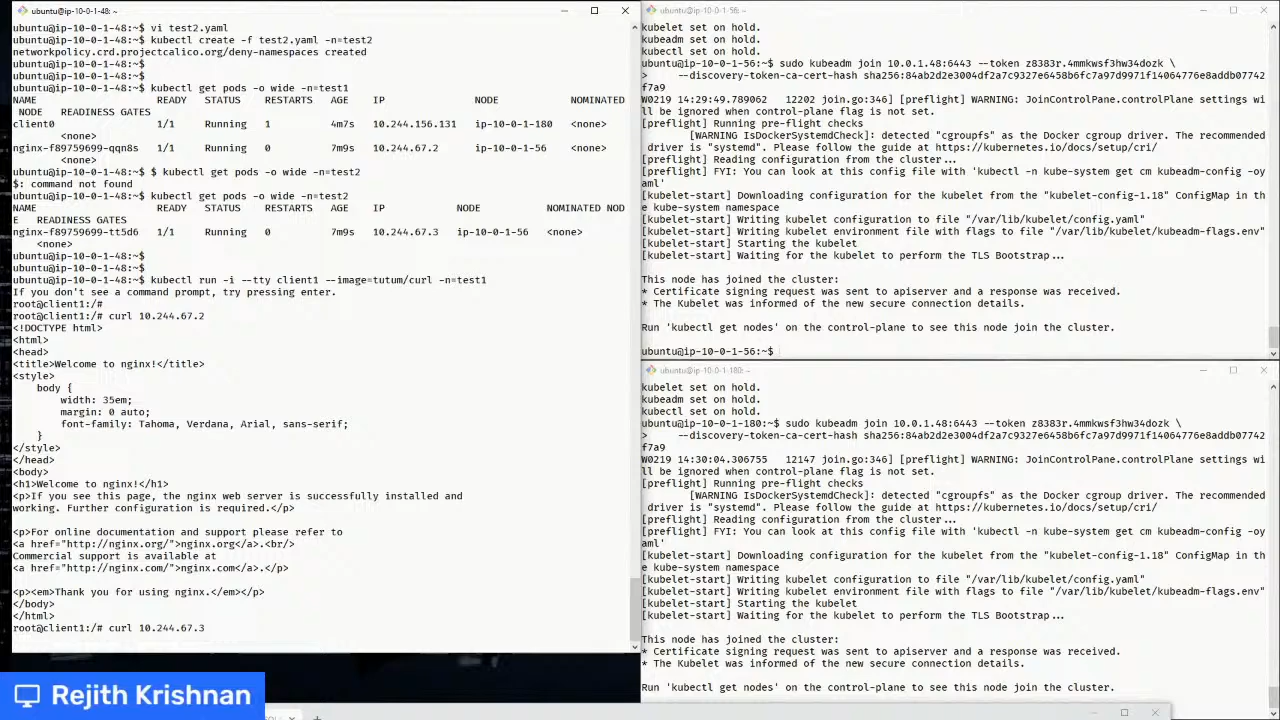 ubuntu@ip-10-0-1-48: ~
ubuntu@ip-10-0-1-48:~$ vi test2.yaml
ubuntu@ip-10-0-1-48:~$ kubectl create -f test2.yaml -n=test2
networkpolicy.crd.projectcalico.org/deny-namespaces created
ubuntu@ip-10-0-1-48:~$
ubuntu@ip-10-0-1-48:~$
ubuntu@ip-10-0-1-48:~$ kubectl get pods -o wide -n=test1
NAME READY STATUS RESTARTS AGE IP NODE NOMINATED
NODE READINESS GATES
client0 1/1 Running 1 4m7s 10.244.156.131 ip-10-0-1-180 <none>
<none>
nginx-f89759699-qqn8s 1/1 Running 0 7m9s 10.244.67.2 ip-10-0-1-56 <none>
<none>
ubuntu@ip-10-0-1-48:~$ $ kubectl get pods -o wide -n=test2
$: command not found
ubuntu@ip-10-0-1-48:~$ kubectl get pods -o wide -n=test2
NAME READY STATUS RESTARTS AGE IP NODE NOMINATED NOD
E READINESS GATES
nginx-f89759699-tt5d6 1/1 Running 0 7m9s 10.244.67.3 ip-10-0-1-56 <none>
<none>
ubuntu@ip-10-0-1-48:~$
ubuntu@ip-10-0-1-48:~$
ubuntu@ip-10-0-1-48:~$ kubectl run -i --tty client1 --image=tutum/curl -n=test1
If you don't see a command prompt, try pressing enter.
root@client1:/#
root@client1:/# curl 10.244.67.2
<!DOCTYPE html>
<html>
<head>
<title>Welcome to nginx!</title>
<style>
body {
width: 35em;
margin: 0 auto;
font-family: Tahoma, Verdana, Arial, sans-serif;
}
</style>
</head>
<body>
<h1>Welcome to nginx!</h1>
<p>If you see this page, the nginx web server is successfully installed and
working. Further configuration is required.</p>
<p>For online documentation and support please refer to
<a href="http://nginx.org/">nginx.org</a>.<br/>
Commercial support is available at
<a href="http://nginx.com/">nginx.com</a>.</p>
<p><em>Thank you for using nginx.</em></p>
</body>
</html>
root@client1:/# curl 10.244.67.3
ubuntu@ip-10-0-1-56: ~
kubelet set on hold.
kubeadm set on hold.
kubectl set on hold.
ubuntu@ip-10-0-1-56:~$ sudo kubeadm join 10.0.1.48:6443 --token z8383r.4mmkwsf3hw34dozk \
> --discovery-token-ca-cert-hash sha256:84ab2d2e3004df2a7c9327e6458b6fc7a97d9971f14064776e8addb07742
f7a9
W0219 14:29:49.789062 12202 join.go:346] [preflight] WARNING: JoinControlPane.controlPlane settings wi
ll be ignored when control-plane flag is not set.
[preflight] Running pre-flight checks
[WARNING IsDockerSystemdCheck]: detected "cgroupfs" as the Docker cgroup driver. The recommended
driver is "systemd". Please follow the guide at https://kubernetes.io/docs/setup/cri/
[preflight] Reading configuration from the cluster...
[preflight] FYI: You can look at this config file with 'kubectl -n kube-system get cm kubeadm-config -oy
aml'
[kubelet-start] Downloading configuration for the kubelet from the "kubelet-config-1.18" ConfigMap in th
e kube-system namespace
[kubelet-start] Writing kubelet configuration to file "/var/lib/kubelet/config.yaml"
[kubelet-start] Writing kubelet environment file with flags to file "/var/lib/kubelet/kubeadm-flags.env"
[kubelet-start] Starting the kubelet
[kubelet-start] Waiting for the kubelet to perform the TLS Bootstrap...
This node has joined the cluster:
* Certificate signing request was sent to apiserver and a response was received.
* The Kubelet was informed of the new secure connection details.
Run 'kubectl get nodes' on the control-plane to see this node join the cluster.
ubuntu@ip-10-0-1-56:~$
ubuntu@ip-10-0-1-180: ~
kubelet set on hold.
kubeadm set on hold.
kubectl set on hold.
ubuntu@ip-10-0-1-180:~$ sudo kubeadm join 10.0.1.48:6443 --token z8383r.4mmkwsf3hw34dozk \
> --discovery-token-ca-cert-hash sha256:84ab2d2e3004df2a7c9327e6458b6fc7a97d9971f14064776e8addb07742
f7a9
W0219 14:30:04.306755 12147 join.go:346] [preflight] WARNING: JoinControlPane.controlPlane settings wi
ll be ignored when control-plane flag is not set.
[preflight] Running pre-flight checks
[WARNING IsDockerSystemdCheck]: detected "cgroupfs" as the Docker cgroup driver. The recommended
driver is "systemd". Please follow the guide at https://kubernetes.io/docs/setup/cri/
[preflight] Reading configuration from the cluster...
[preflight] FYI: You can look at this config file with 'kubectl -n kube-system get cm kubeadm-config -oy
aml'
[kubelet-start] Downloading configuration for the kubelet from the "kubelet-config-1.18" ConfigMap in th
e kube-system namespace
[kubelet-start] Writing kubelet configuration to file "/var/lib/kubelet/config.yaml"
[kubelet-start] Writing kubelet environment file with flags to file "/var/lib/kubelet/kubeadm-flags.env"
[kubelet-start] Starting the kubelet
[kubelet-start] Waiting for the kubelet to perform the TLS Bootstrap...
This node has joined the cluster:
* Certificate signing request was sent to apiserver and a response was received.
* The Kubelet was informed of the new secure connection details.
Run 'kubectl get nodes' on the control-plane to see this node join the cluster.
Rejith Krishnan